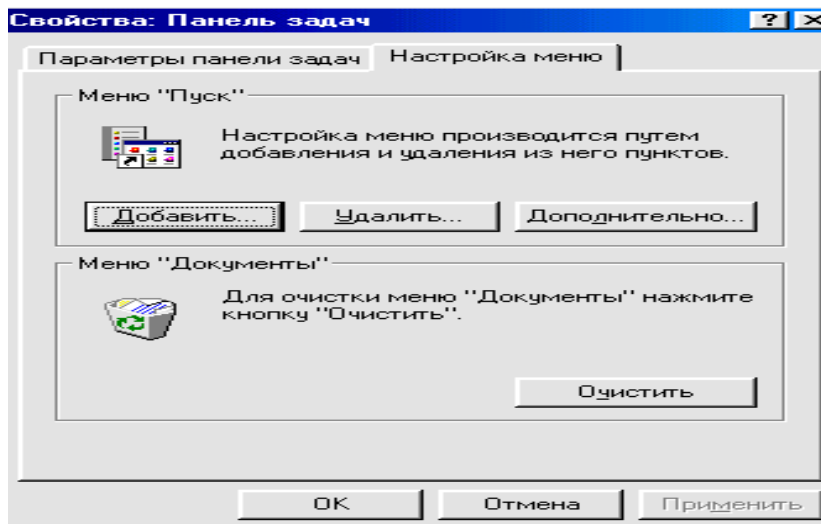 Свойства: Панель задач
Параметры панели задач Настройка меню
Меню "Пуск"
Настройка меню производится путем
добавления и удаления из него пунктов.
Добавить... Удалить... Дополнительно...
Меню "Документы"
Для очистки меню "Документы" нажмите
кнопку "Очистить".
Очистить
ОК Отмена Применить